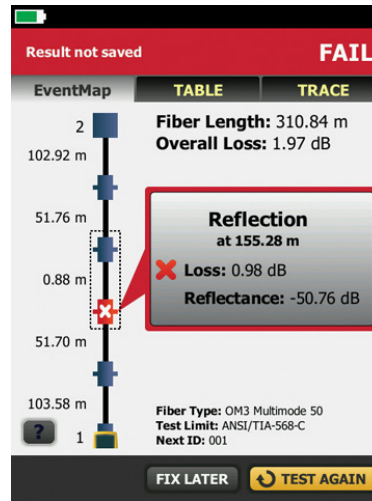 Result not saved
FAIL
EventMap
TABLE
TRACE
2
Fiber Length: 310.84 m
Overall Loss: 1.97 dB
102.92 m
51.76 m
Reflection
at 155.28 m
Loss: 0.98 dB
0.88 m
Reflectance: -50.76 dB
51.70 m
103.58 m
Fiber Type: OM3 Multimode 50
Test Limit: ANSI/TIA-568-C
Next ID: 001
?
1
FIX LATER
TEST AGAIN